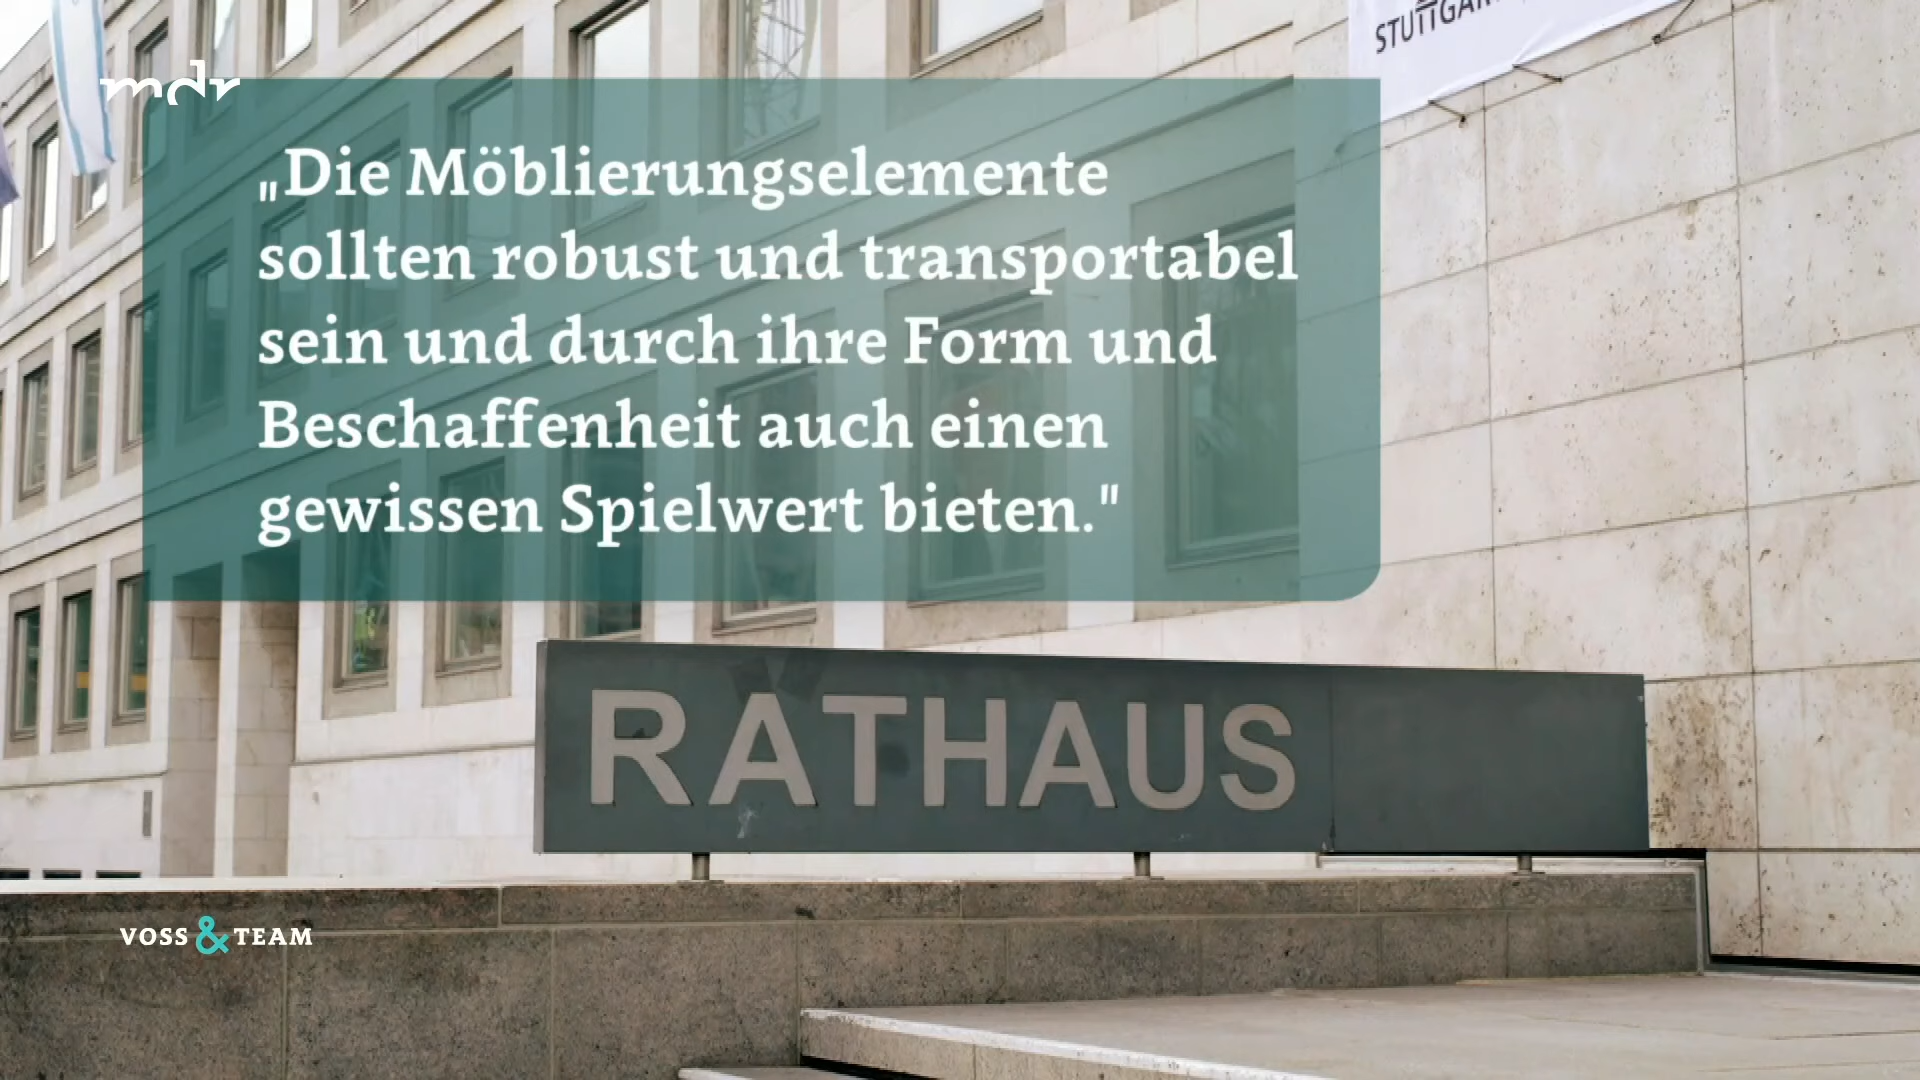 STUTTGAR
mdr
„Die Möblierungselemente
sollten robust und transportabel
sein und durch ihre Form und
Beschaffenheit auch einen
gewissen Spielwert bieten."
RATHAUS
VOSS & TEAM